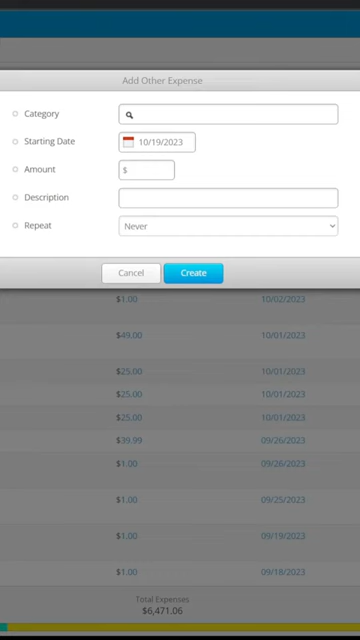 Add Other Expense
Category
Starting Date 10/19/2023
Amount $
Description
Repeat Never
Cancel Create
$1.00 10/02/2023
$49.00 10/01/2023
$25.00 10/01/2023
$25.00 10/01/2023
$25.00 10/01/2023
$39.99 09/26/2023
$1.00 09/26/2023
$1.00 09/25/2023
$1.00 09/19/2023
$1.00 09/18/2023
Total Expenses
$6,471.06